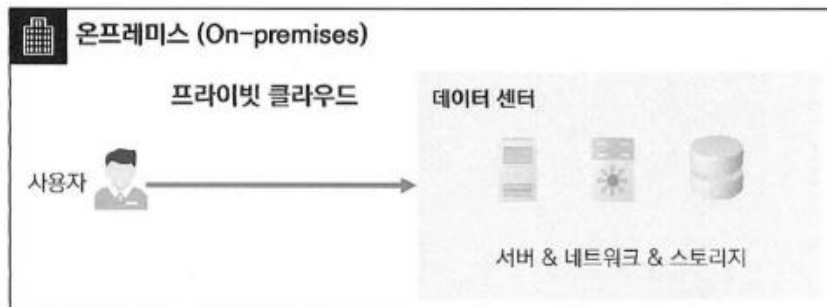 온프레미스 (On-premises)
프라이빗 클라우드
데이터 센터
사용자
서버 & 네트워크 & 스토리지